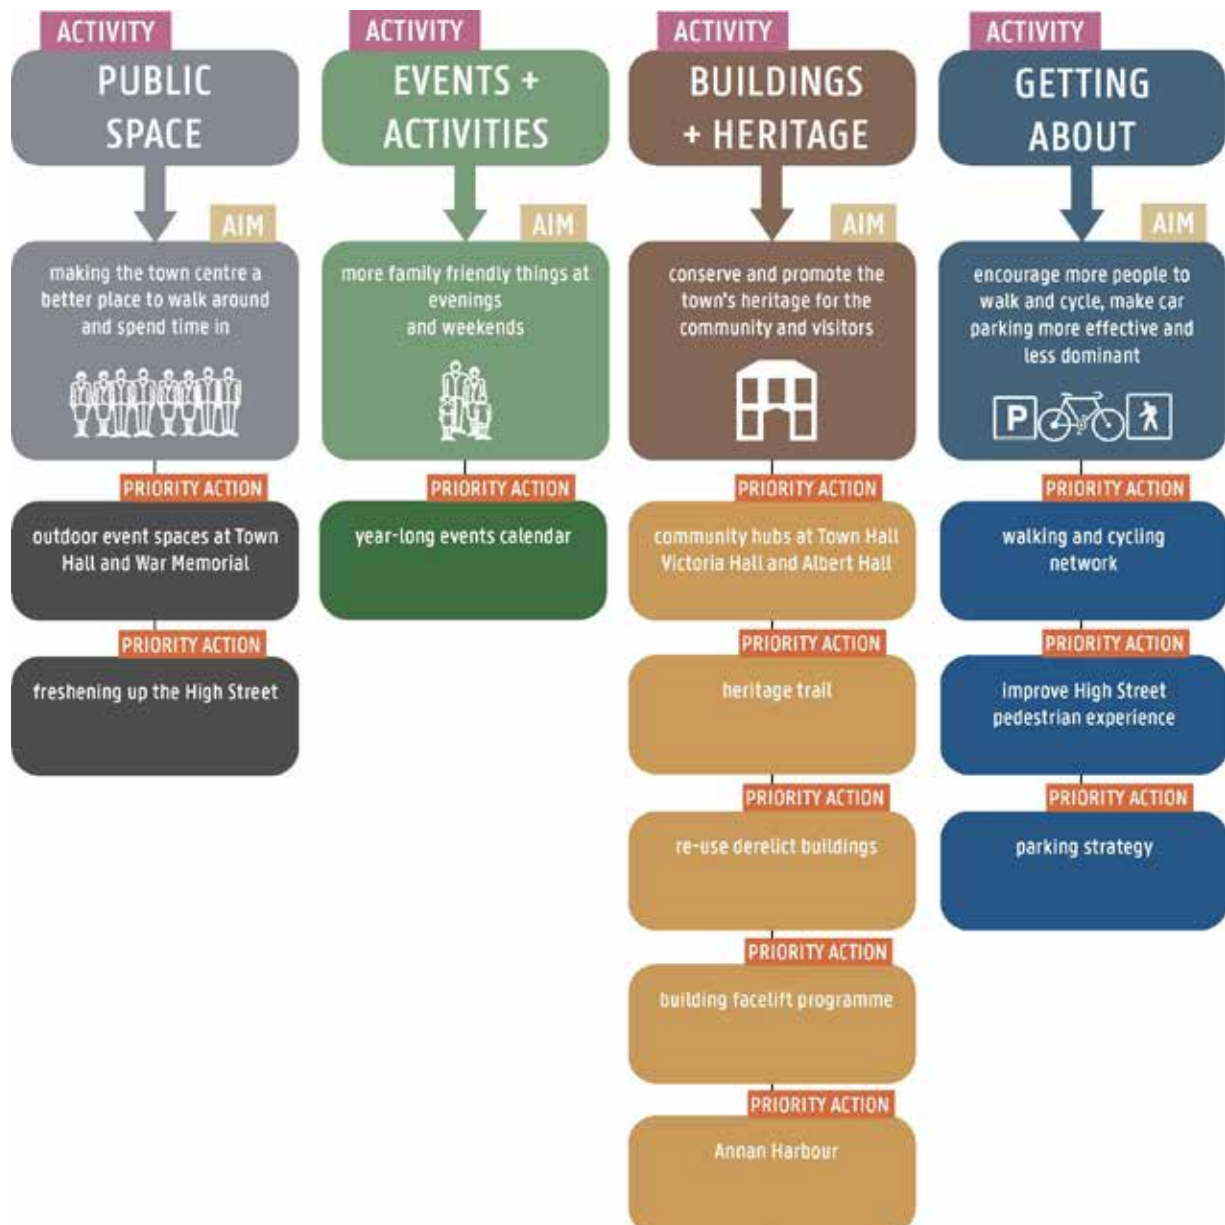 ACTIVITY
PUBLIC
SPACE
AIM
making the town centre a
better place to walk around
and spend time in
PRIORITY ACTION
outdoor event spaces at Town
Hall and War Memorial
PRIORITY ACTION
freshening up the High Street
ACTIVITY
EVENTS +
ACTIVITIES
AIM
more family friendly things at
evenings
and weekends
PRIORITY ACTION
year-long events calendar
ACTIVITY
BUILDINGS
+ HERITAGE
AIM
conserve and promote the
town's heritage for the
community and visitors
PRIORITY ACTION
community hubs at Town Hall
Victoria Hall and Albert Hall
PRIORITY ACTION
heritage trail
PRIORITY ACTION
re-use derelict buildings
PRIORITY ACTION
building facelift programme
PRIORITY ACTION
Annan Harbour
ACTIVITY
GETTING
ABOUT
AIM
encourage more people to
walk and cycle, make car
parking more effective and
less dominant
P
PRIORITY ACTION
walking and cycling
network
PRIORITY ACTION
improve High Street
pedestrian experience
PRIORITY ACTION
parking strategy